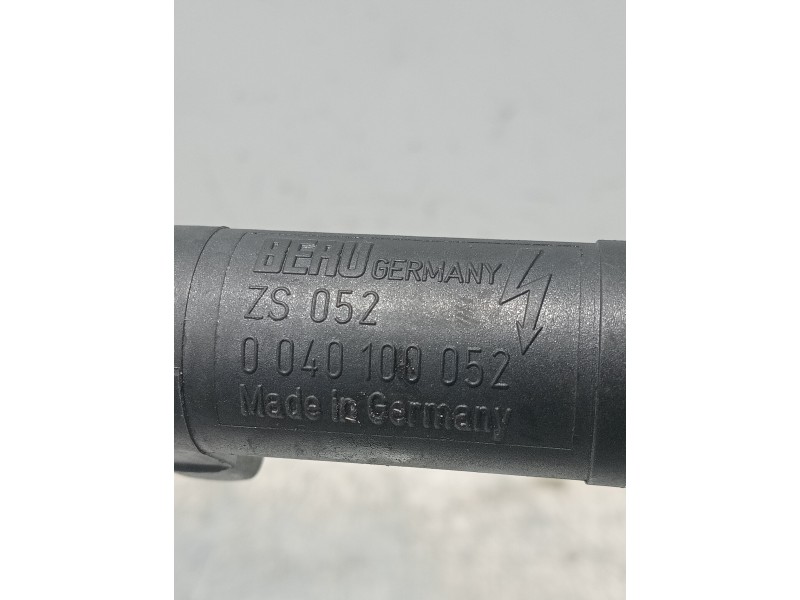 BERU GERMANY
ZS 052
0 040 100 052
Made in Germany